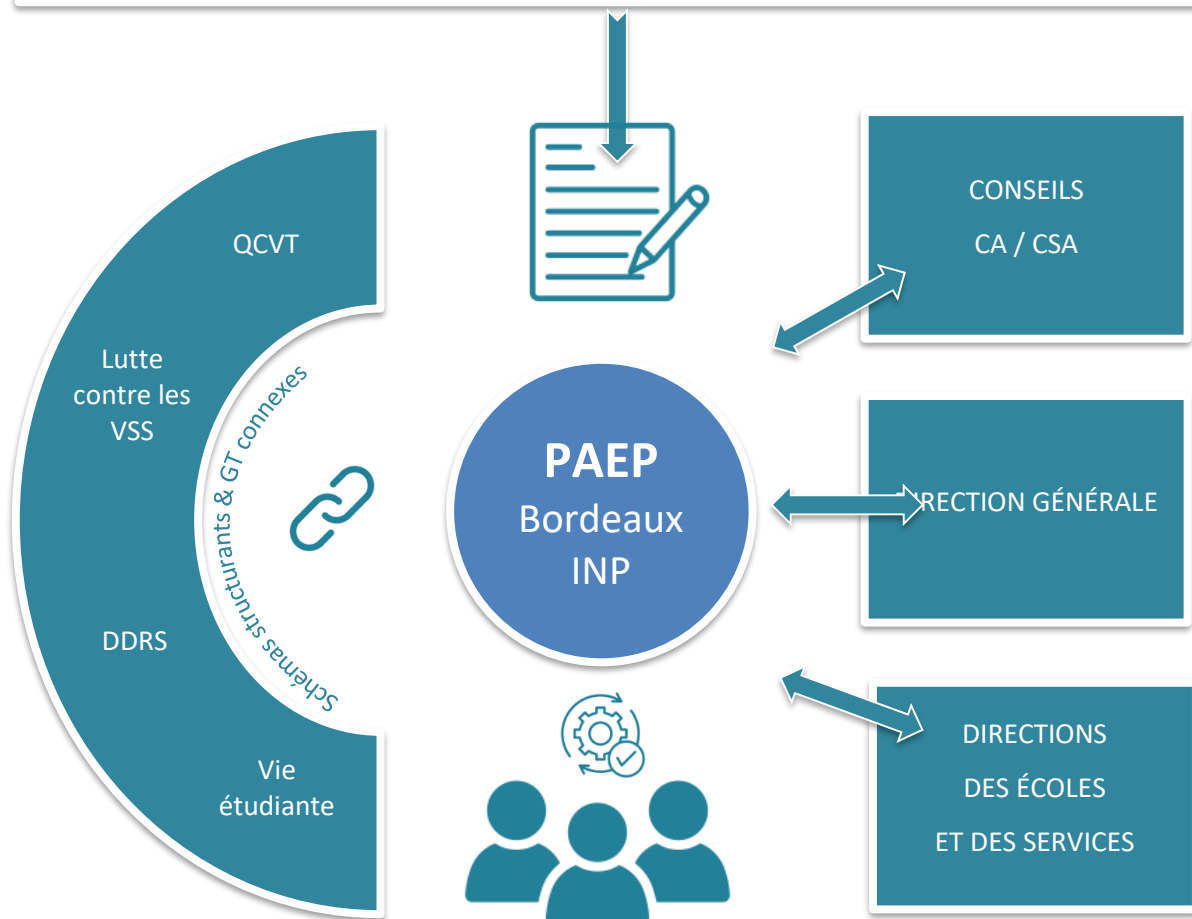 QCVT
Lutte
contre les
VSS
DDRS
Vie
étudiante
Schémas structurants & GT connexes
PAEP
Bordeaux
INP
CONSEILS
CA / CSA
RECTION GÉNÉRALE
DIRECTIONS
DES ÉCOLES
ET DES SERVICES